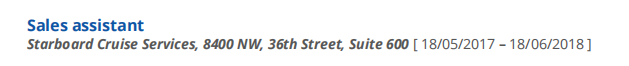 Sales assistant
Starboard Cruise Services, 8400 NW, 36th Street, Suite 600 [ 18/05/2017 – 18/06/2018 ]